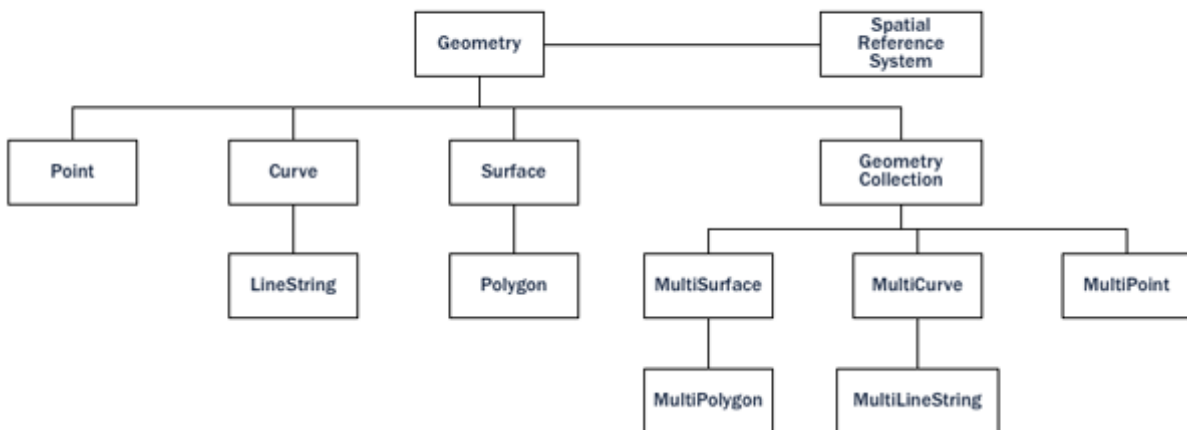 Geometry
Spatial
Reference
System
Point
Curve
Surface
Geometry
Collection
LineString
Polygon
MultiSurface
MultiCurve
MultiPoint
MultiPolygon
MultiLineString